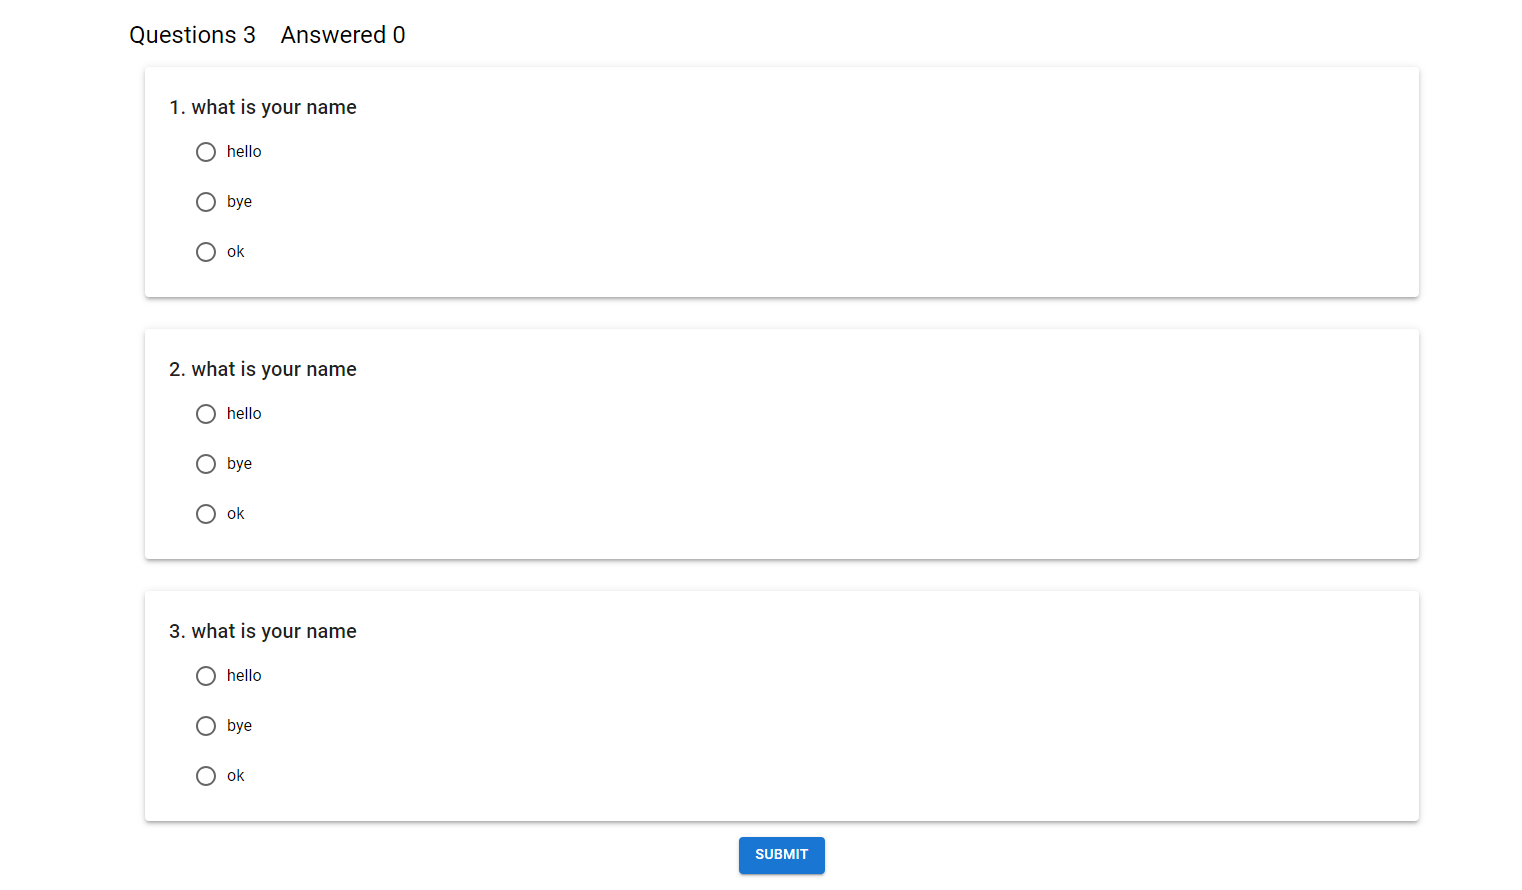 Questions 3 Answered 0
1. what is your name
hello
bye
ok
2. what is your name
hello
bye
ok
3. what is your name
hello
bye
ok
SUBMIT